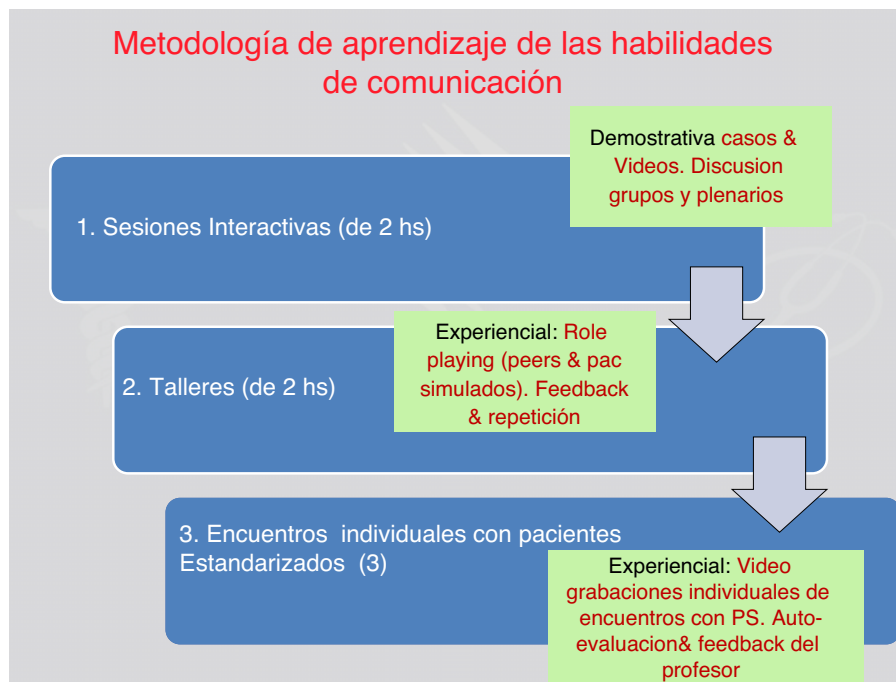 Metodología de aprendizaje de las habilidades
de comunicación
Demostrativa casos &
Videos. Discusion
grupos y plenarios
1. Sesiones Interactivas (de 2 hs)
Experiencial: Role
playing (peers & pac
simulados). Feedback
& repetición
2. Talleres (de 2 hs)
3. Encuentros  individuales con pacientes
Estandarizados  (3)
Experiencial: Video
grabaciones individuales de
encuentros con PS. Auto-
evaluacion& feedback del
profesor